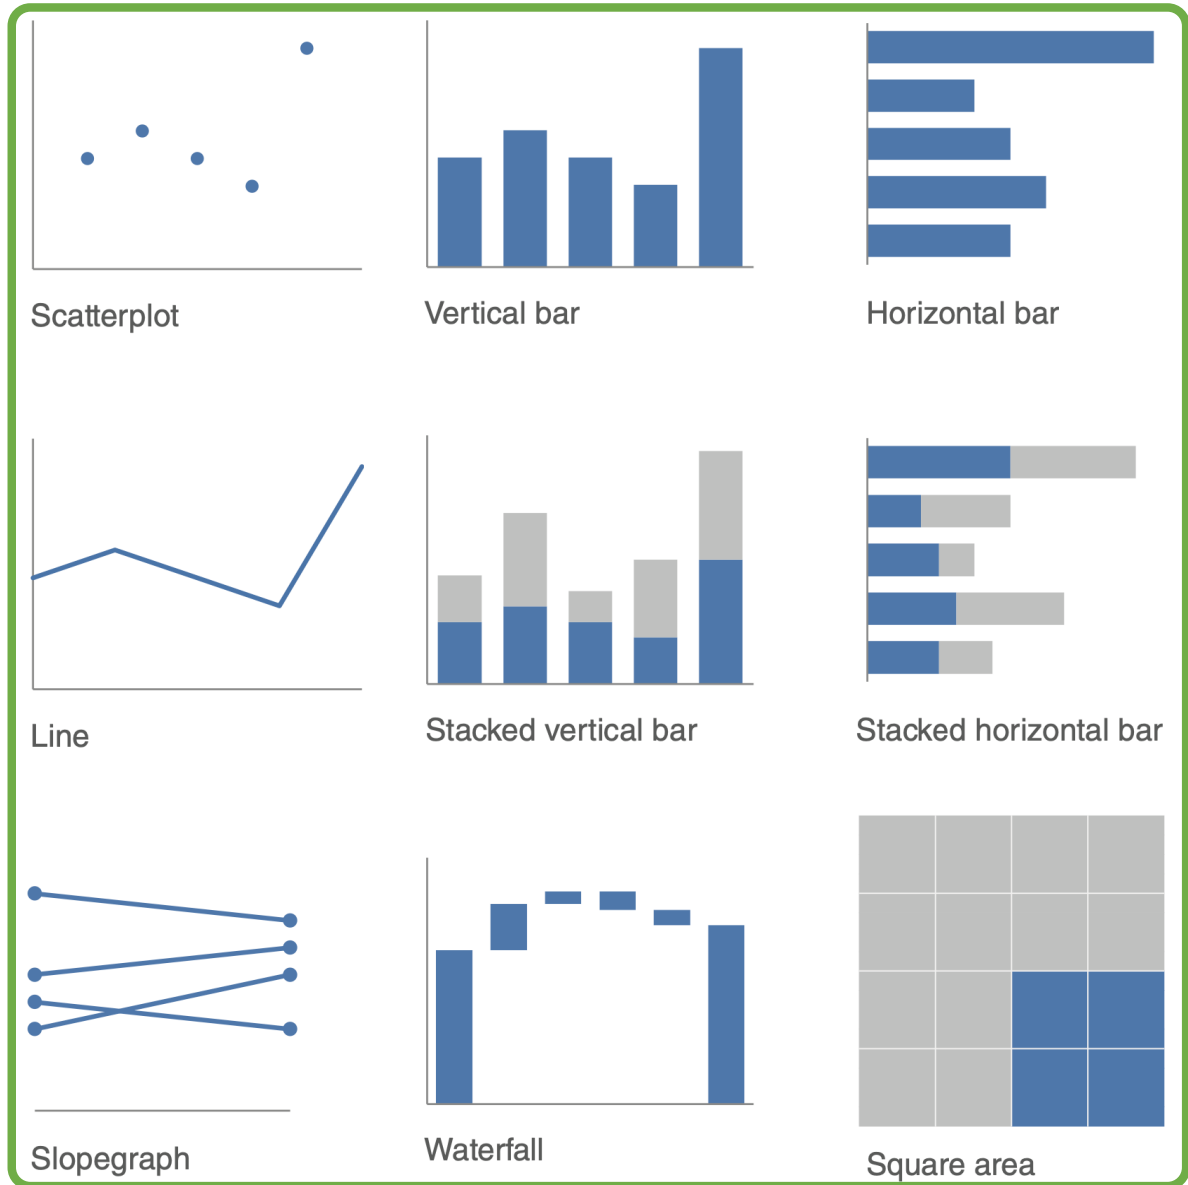 Scatterplot
Vertical bar
Horizontal bar
Line
Stacked vertical bar
Stacked horizontal bar
Slopegraph
Waterfall
Square area